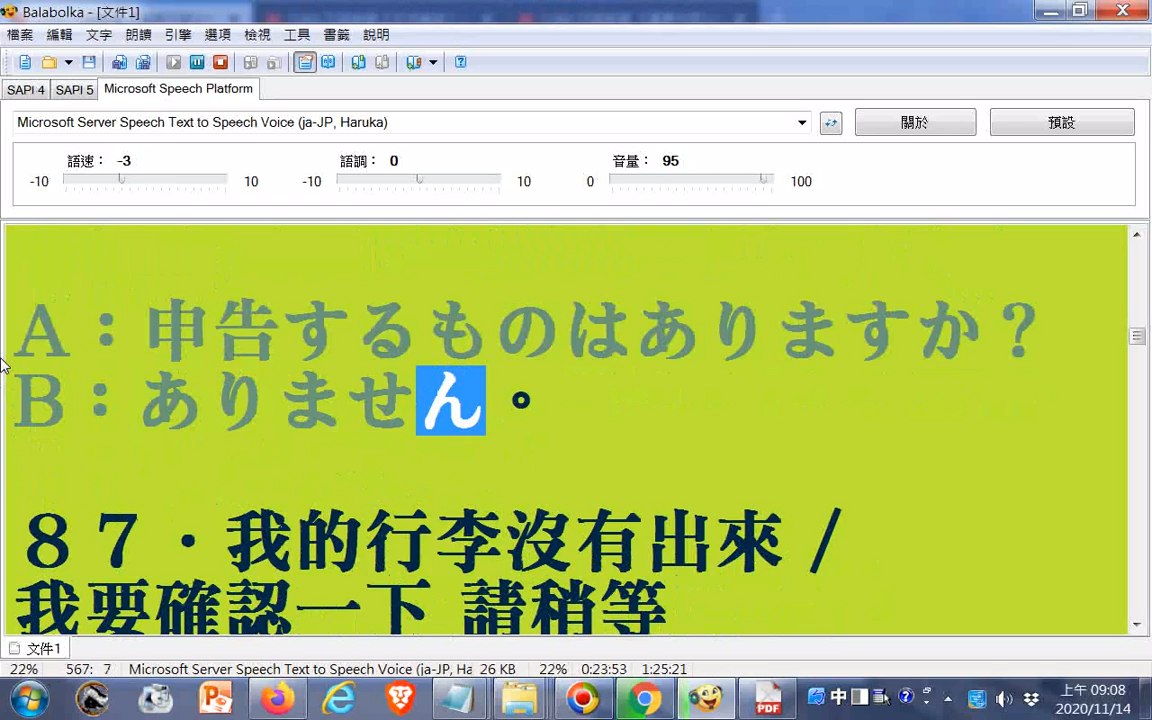 Balabolka - [文件1]
檔案 編輯 文字 朗讀 引擎 選項 檢視 工具 書籤 說明
SAPI 4 SAPI 5 Microsoft Speech Platform
Microsoft Server Speech Text to Speech Voice (ja-JP, Haruka) 關於 預設
語速： -3 語調： 0 音量： 95
-10 10 -10 10 0 100
A：申告するものはありますか？
B：ありません。
８７・我的行李沒有出來 /
我要確認一下 請稍等
文件1
22% 567: 7 Microsoft Server Speech Text to Speech Voice (ja-JP, Ha 26 KB 22% 0:23:53 1:25:21
中 上午 09:08
2020/11/14
PDF